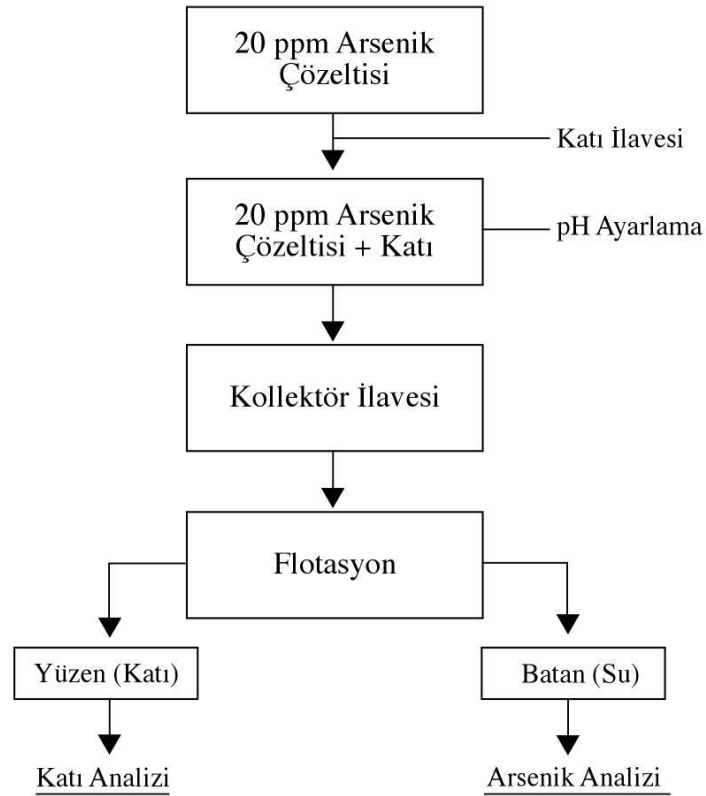 20 ppm Arsenik
Çözeltisi
Katı İlavesi
20 ppm Arsenik
Çözeltisi + Katı
pH Ayarlama
Kollektör İlavesi
Flotasyon
Yüzen (Katı)
Batan (Su)
Katı Analizi
Arsenik Analizi